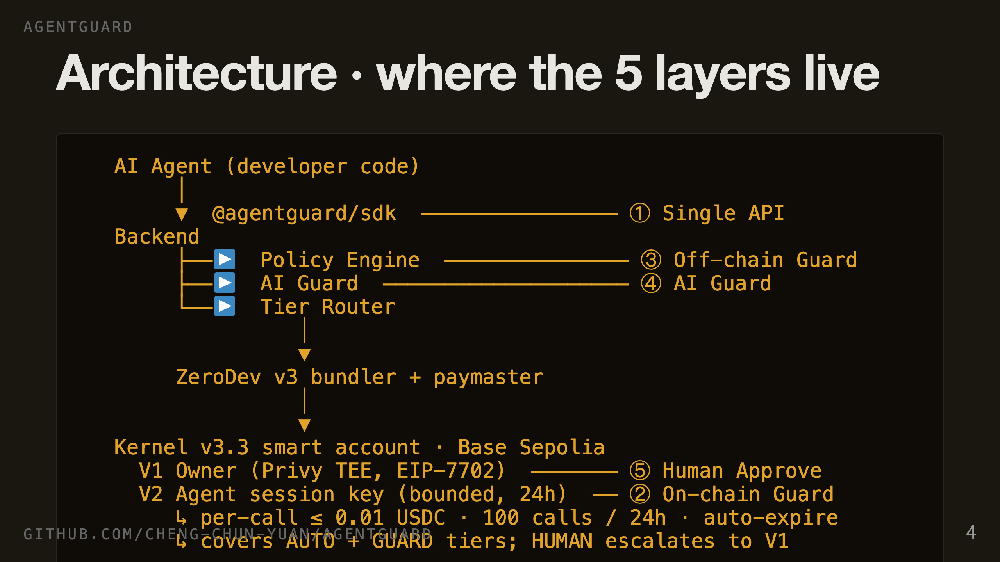 AGENTGUARD
Architecture · where the 5 layers live
AI Agent (developer code)
@agentguard/sdk ① Single API
Backend
Policy Engine ③ Off-chain Guard
AI Guard ④ AI Guard
Tier Router
ZeroDev v3 bundler + paymaster
Kernel v3.3 smart account · Base Sepolia
V1 Owner (Privy TEE, EIP-7702) ⑤ Human Approve
V2 Agent session key (bounded, 24h) ② On-chain Guard
↳ per-call ≤ 0.01 USDC · 100 calls / 24h · auto-expire
↳ covers AUTO + GUARD tiers; HUMAN escalates to V1
GITHUB.COM/CHENG-CHUN-YUAN/AGENTGUARD
4